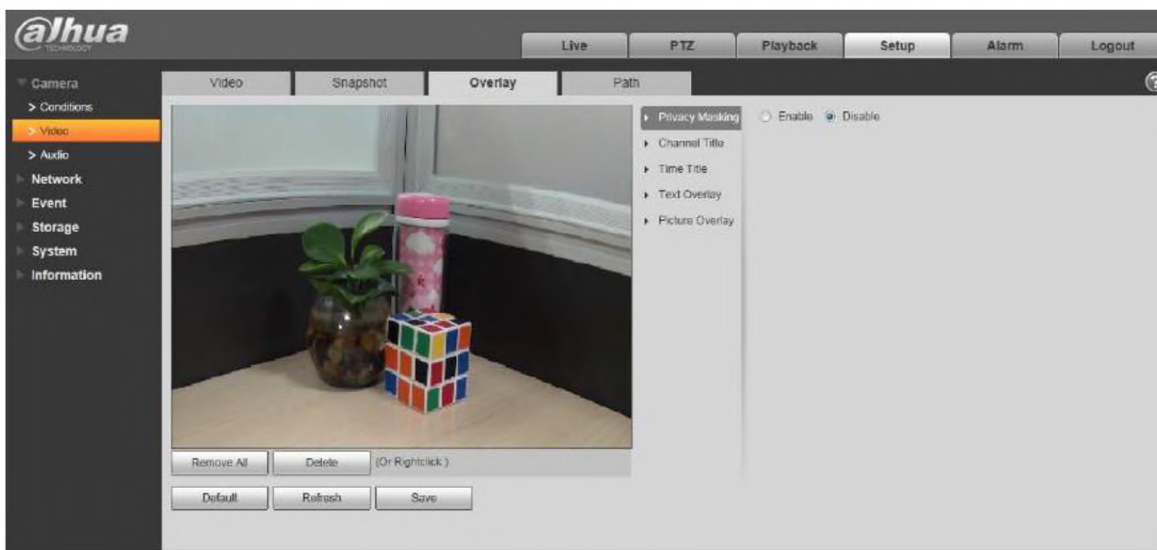 alhua
TECHNOLOGY
Live PTZ Playback Setup Alarm Logout
Camera
> Conditions
> Video
> Audio
Network
Event
Storage
System
Information
Video Snapshot Overlay Path
?
Privacy Masking
Channel Title
Time Title
Text Overlay
Picture Overlay
Enable Disable
Remove All Delete (Or Rightclick )
Default Refresh Save